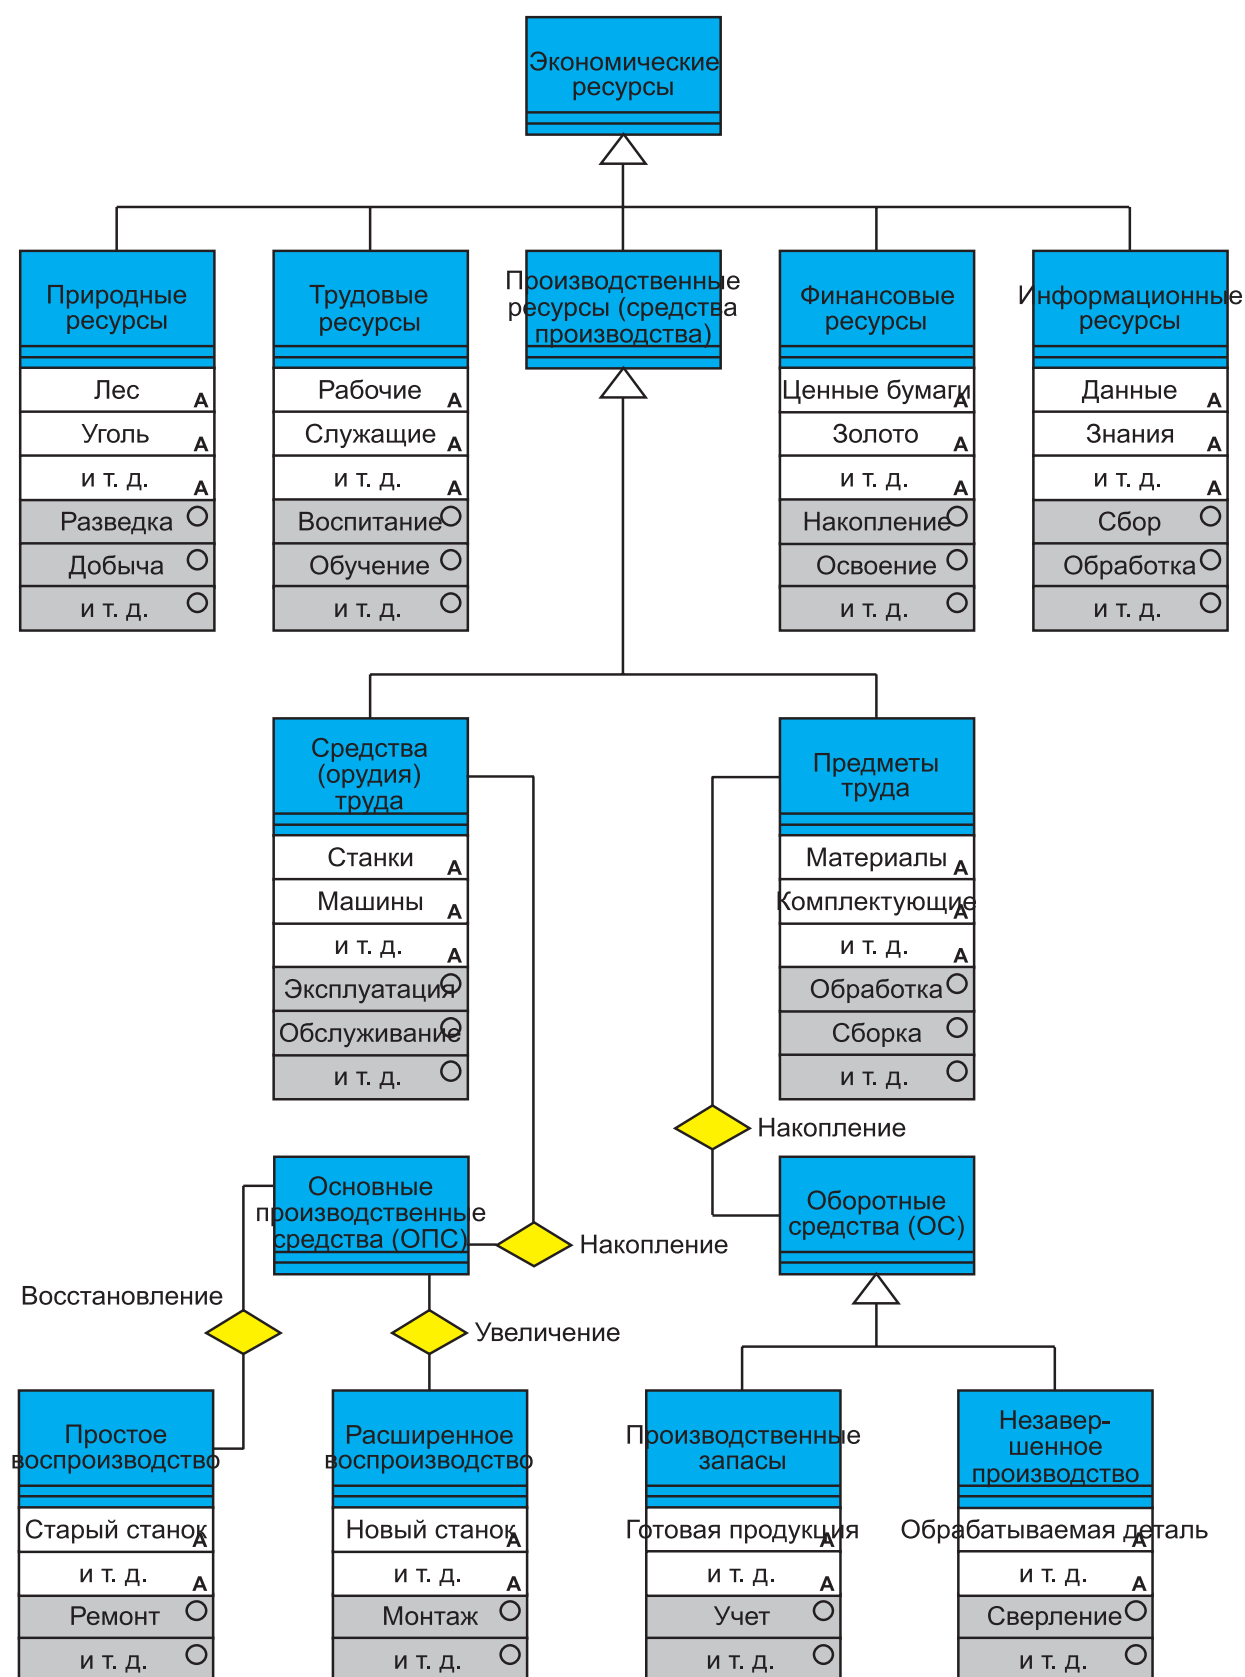 Экономические
ресурсы
Природные
ресурсы
Лес
A
Уголь
A
и т. д.
A
Разведка
Добыча
и т. д.
Трудовые
ресурсы
Рабочие
A
Служащие
A
и т. д.
A
Воспитание
Обучение
и т. д.
Производственные
ресурсы (средства
производства)
Финансовые
ресурсы
Ценные бумаги
A
Золото
A
и т. д.
A
Накопление
Освоение
и т. д.
Информационные
ресурсы
Данные
A
Знания
A
и т. д.
A
Сбор
Обработка
и т. д.
Средства
(орудия)
труда
Станки
A
Машины
A
и т. д.
A
Эксплуатация
Обслуживание
и т. д.
Предметы
труда
Материалы
A
Комплектующие
A
и т. д.
A
Обработка
Сборка
и т. д.
Накопление
Основные
производственные
средства (ОПС)
Накопление
Оборотные
средства (ОС)
Восстановление
Увеличение
Простое
воспроизводство
Старый станок
A
и т. д.
A
Ремонт
и т. д.
Расширенное
воспроизводство
Новый станок
A
и т. д.
A
Монтаж
и т. д.
Производственные
запасы
Готовая продукция
A
и т. д.
A
Учет
и т. д.
Незавер-
шенное
производство
Обрабатываемая деталь
A
и т. д.
A
Сверление
и т. д.